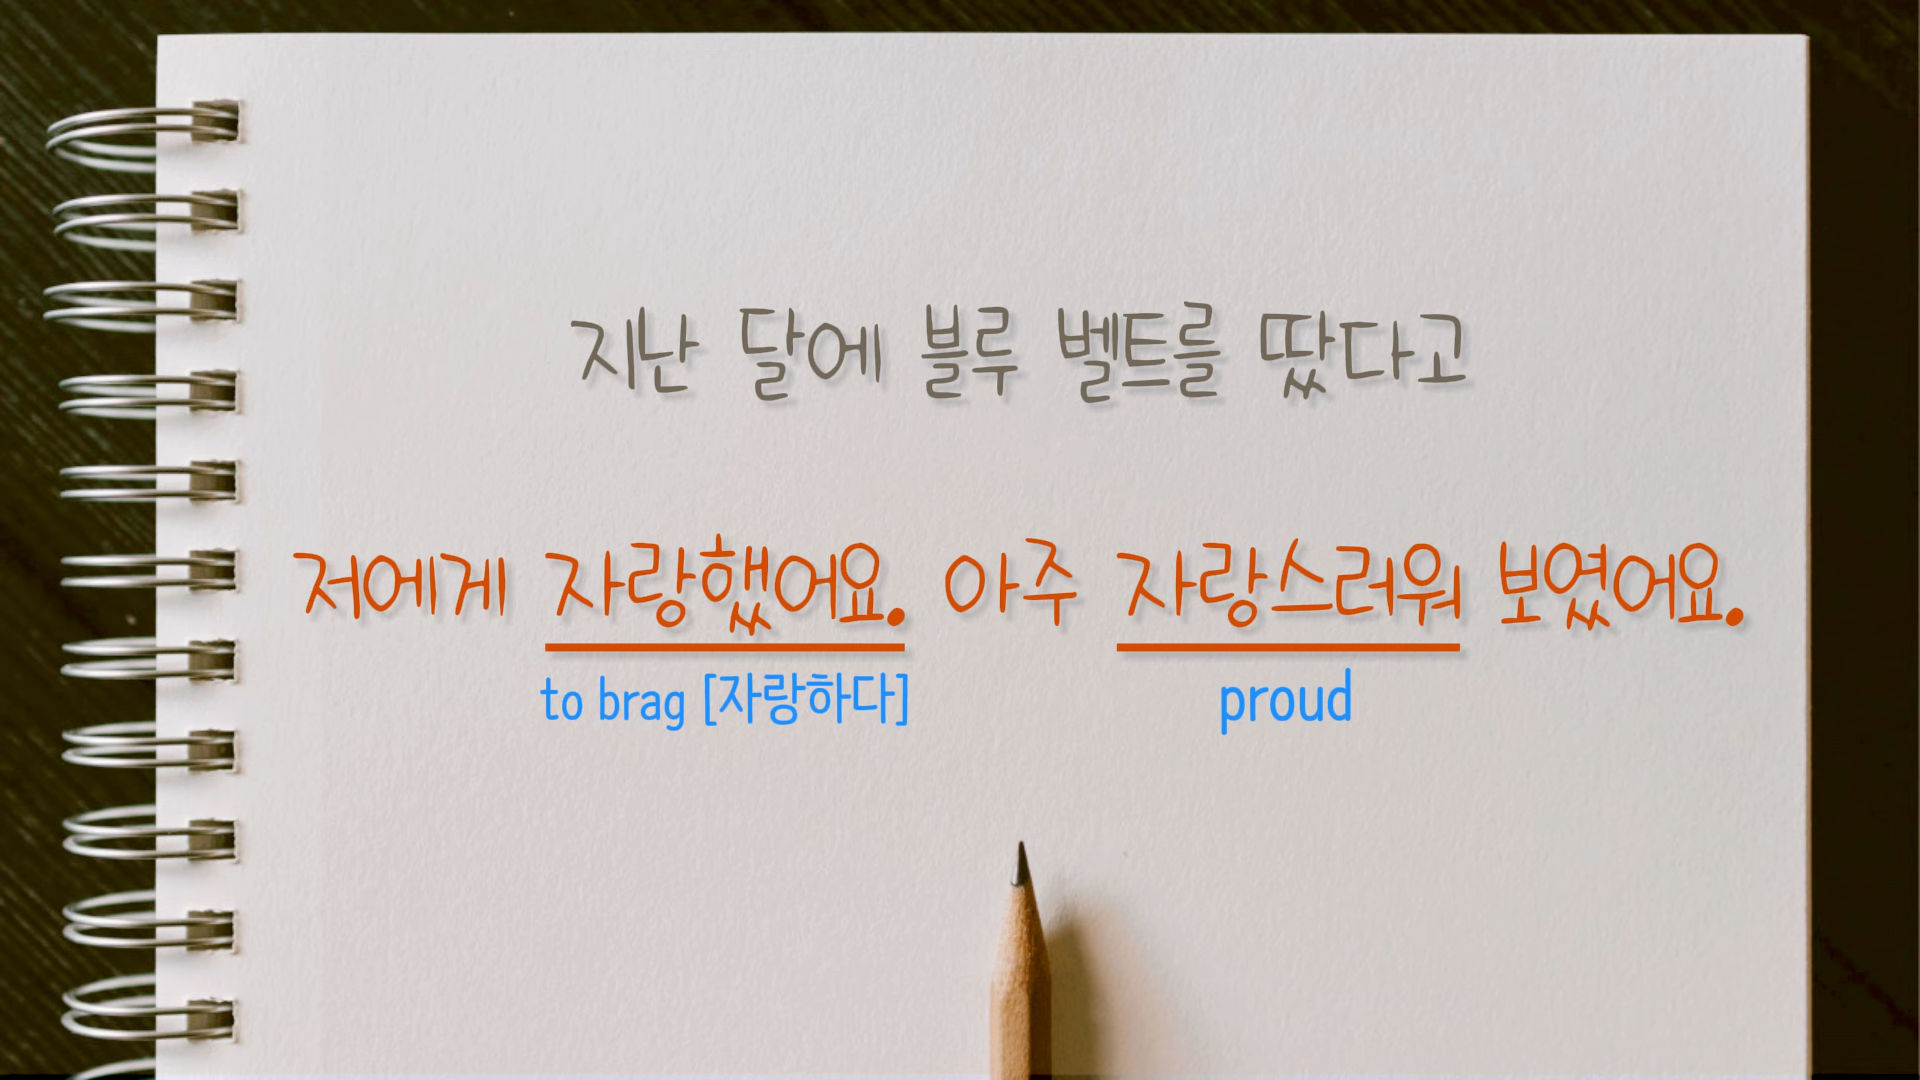 지난 달에 블루 벨트를 땄다고
저에게 자랑했어요. 아주 자랑스러워 보였어요.
to brag [자랑하다] proud